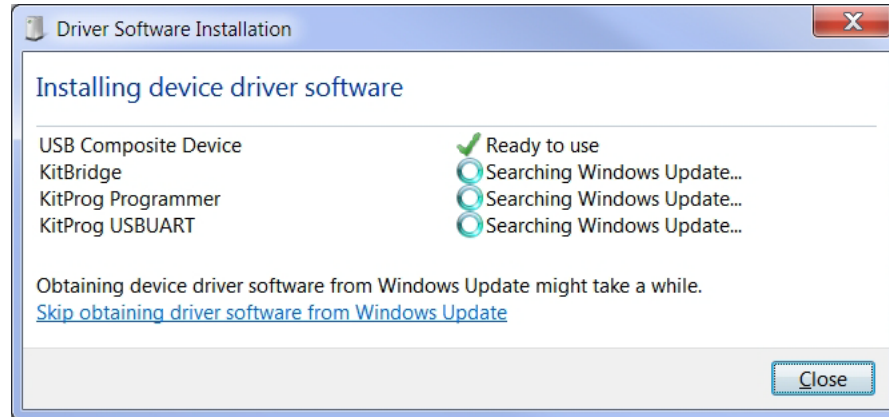 Driver Software Installation
Installing device driver software
USB Composite Device Ready to use
KitBridge Searching Windows Update...
KitProg Programmer Searching Windows Update...
KitProg USBUART Searching Windows Update...
Obtaining device driver software from Windows Update might take a while.
Skip obtaining driver software from Windows Update
Close